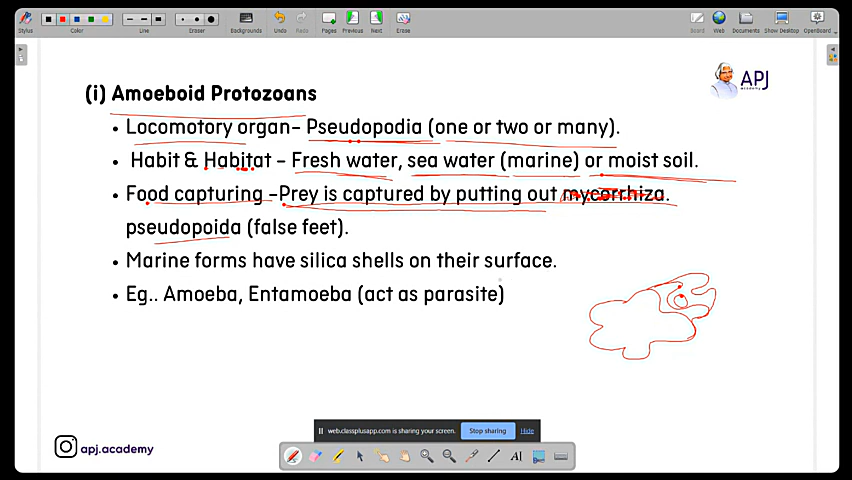 Stylus
Color
Line
Eraser
Backgrounds
Undo
Redo
Pages
Previous
Next
Erase
Board
Web
Documents
Show Desktop
OpenBoard
APJ
academy
(i) Amoeboid Protozoans
• Locomotory organ- Pseudopodia (one or two or many).
• Habit & Habitat - Fresh water, sea water (marine) or moist soil.
• Food capturing -Prey is captured by putting out mycorrhiza.
pseudopoida (false feet).
• Marine forms have silica shells on their surface.
• Eg.. Amoeba, Entamoeba (act as parasite)
web.classplusapp.com is sharing your screen.
Stop sharing
Hide
apj.academy